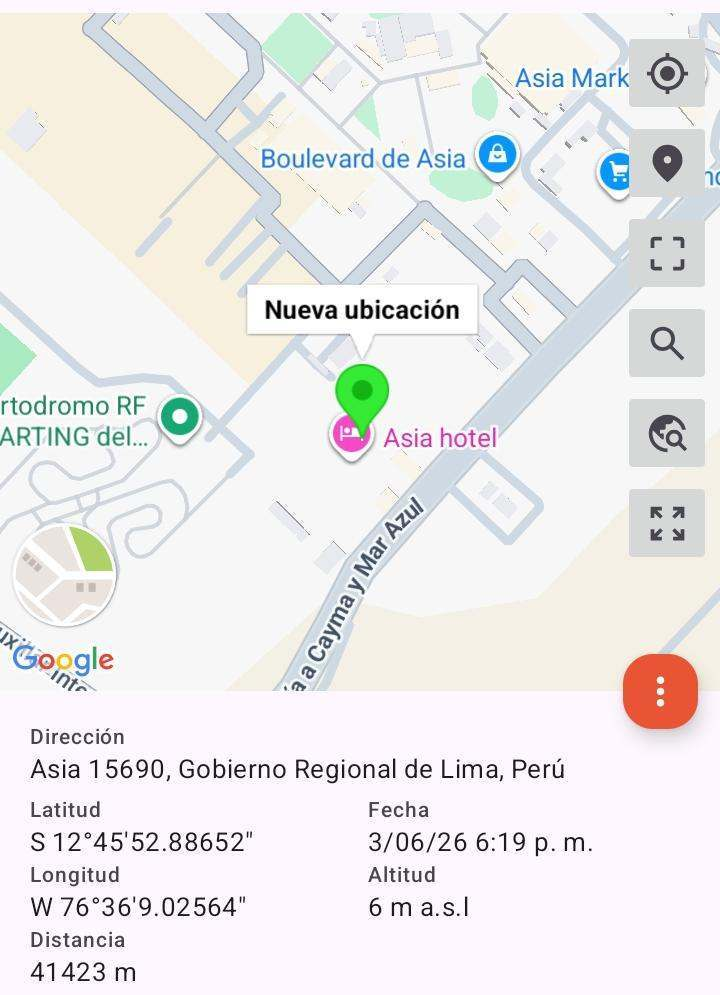 Asia Mark
Boulevard de Asia
Nueva ubicación
rtodromo RF
ARTING del...
Asia hotel
ía a Cayma y Mar Azul
Google
Dirección
Asia 15690, Gobierno Regional de Lima, Perú
Latitud
S 12°45'52.88652"
Fecha
3/06/26 6:19 p. m.
Longitud
W 76°36'9.02564"
Altitud
6 m a.s.l
Distancia
41423 m